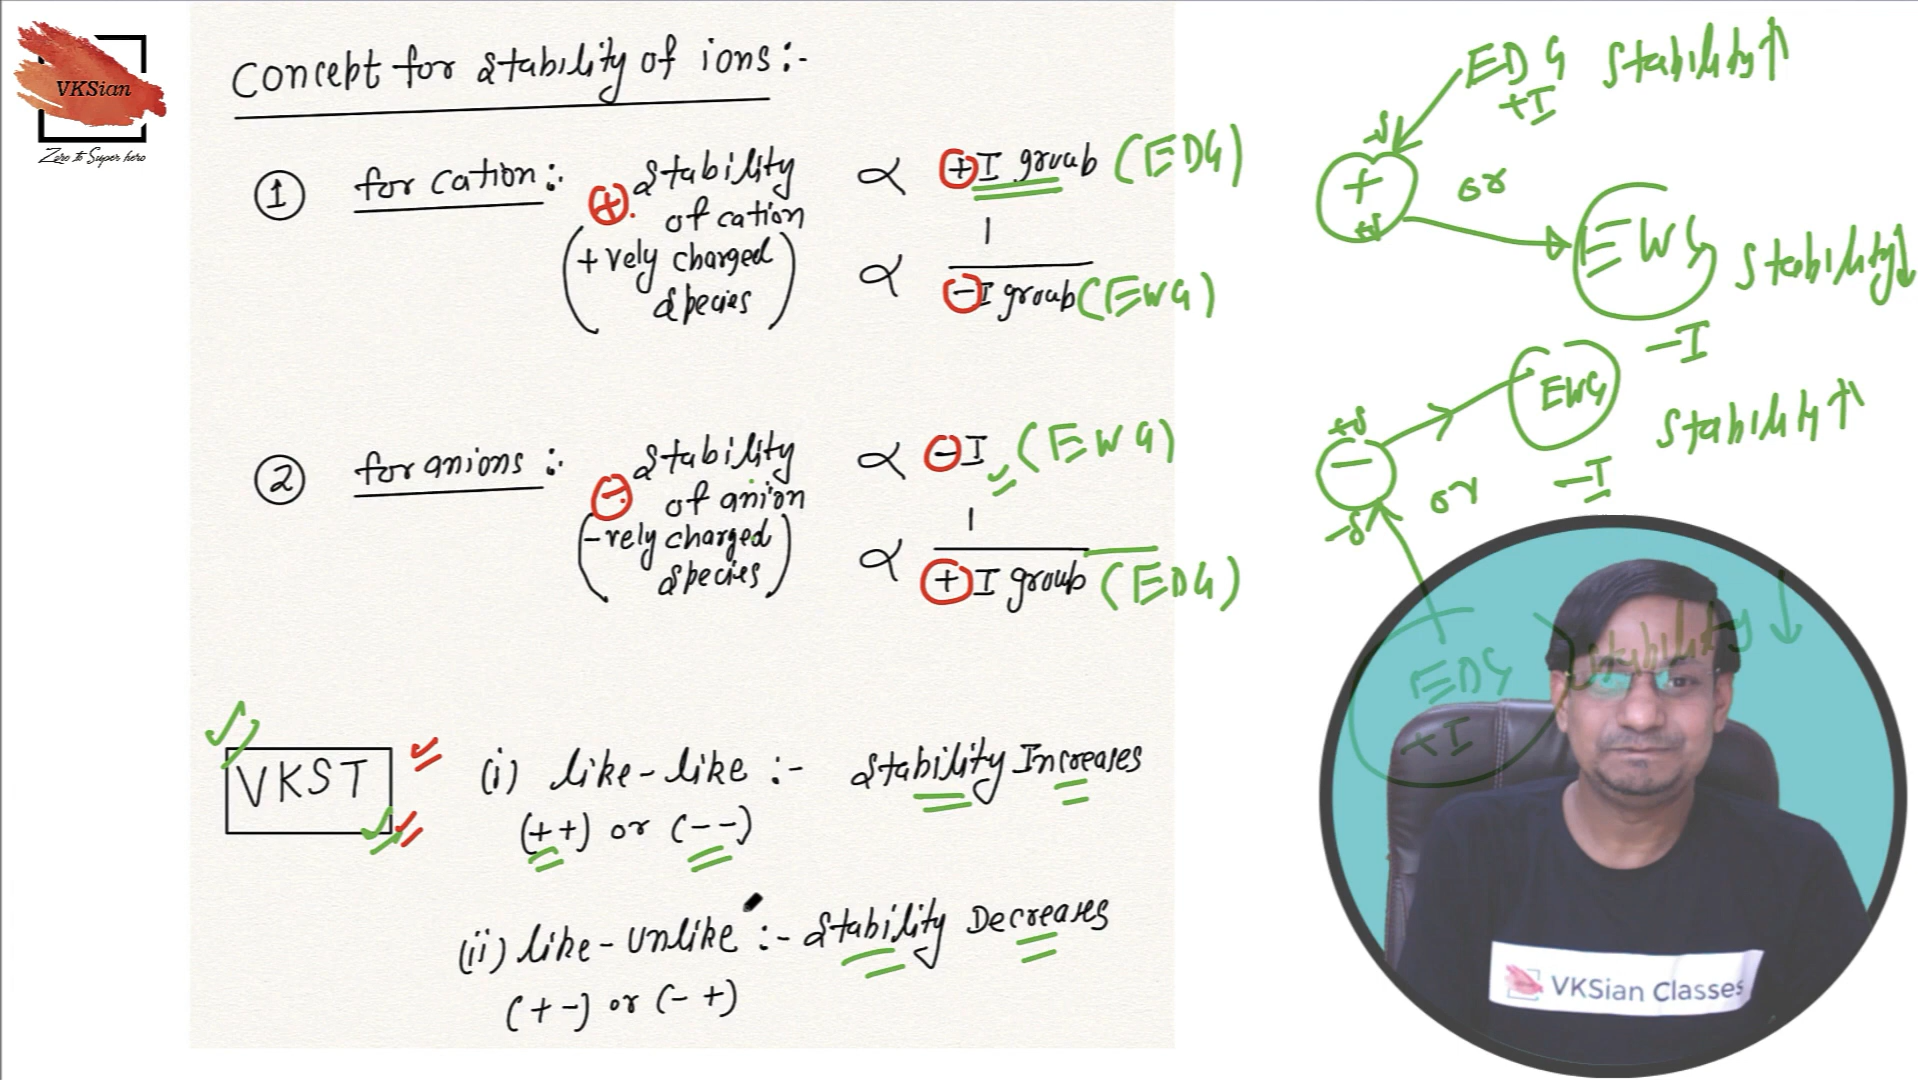 VKSian
Zero to Super hero
Concept for Stability of ions :-
① for cation :- ⊕ Stability of cation ∝ ⊕I group (EDG)
(+vely charged species) ∝ 1 / ⊖I group (EWG)
② for anions :- ⊖ Stability of anion ∝ ⊖I (EWG)
(-vely charged species) ∝ 1 / ⊕I group (EDG)
VKST
(i) like-like :- Stability Increases
(++) or (--)
(ii) like-Unlike :- Stability Decreases
(+-) or (-+)
EDG Stability↑
+I
-δ
+
+δ
or
EWG Stability↓
-I
EWG Stability↑
-I
+δ
-
-δ
or
EDG Stability↓
+I
VKSian Classes